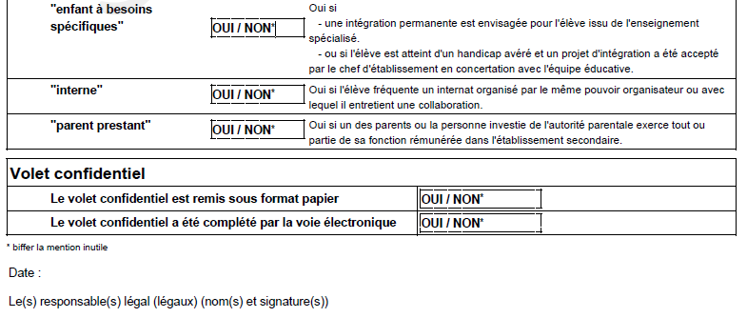 "enfant à besoins
spécifiques"
OUI / NON*
Oui si
- une intégration permanente est envisagée pour l'élève issu de l'enseignement
spécialisé.
- ou si l'élève est atteint d'un handicap avéré et un projet d'intégration a été accepté
par le chef d'établissement en concertation avec l'équipe éducative.
"interne"
OUI / NON*
Oui si l'élève fréquente un internat organisé par le même pouvoir organisateur ou avec
lequel il entretient une collaboration.
"parent prestant"
OUI / NON*
Oui si un des parents ou la personne investie de l'autorité parentale exerce tout ou
partie de sa fonction rémunérée dans l'établissement secondaire.
Volet confidentiel
Le volet confidentiel est remis sous format papier
OUI / NON*
Le volet confidentiel a été complété par la voie électronique
OUI / NON*
* biffer la mention inutile
Date :
Le(s) responsable(s) légal (légaux) (nom(s) et signature(s))